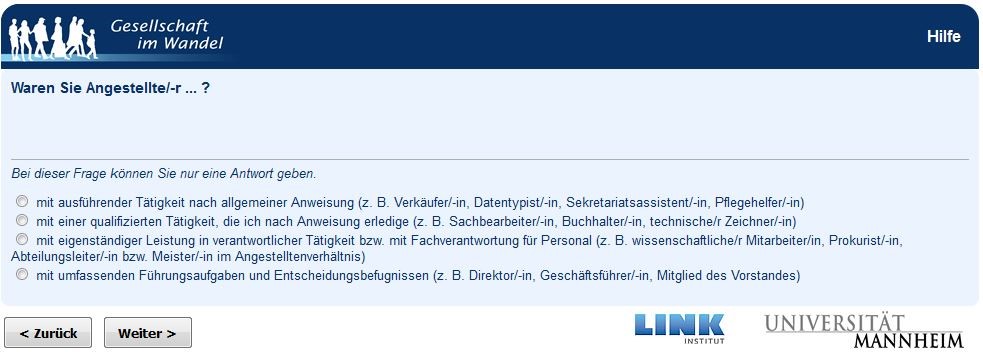 Gesellschaft
im Wandel
Hilfe
Waren Sie Angestellte/-r ... ?
Bei dieser Frage können Sie nur eine Antwort geben.
mit ausführender Tätigkeit nach allgemeiner Anweisung (z. B. Verkäufer/-in, Datentypist/-in, Sekretariatsassistent/-in, Pflegehelfer/-in)
mit einer qualifizierten Tätigkeit, die ich nach Anweisung erledige (z. B. Sachbearbeiter/-in, Buchhalter/-in, technische/r Zeichner/-in)
mit eigenständiger Leistung in verantwortlicher Tätigkeit bzw. mit Fachverantwortung für Personal (z. B. wissenschaftliche/r Mitarbeiter/in, Prokurist/-in,
Abteilungsleiter/-in bzw. Meister/-in im Angestelltenverhältnis)
mit umfassenden Führungsaufgaben und Entscheidungsbefugnissen (z. B. Direktor/-in, Geschäftsführer/-in, Mitglied des Vorstandes)
< Zurück
Weiter >
LINK
INSTITUT
UNIVERSITÄT
MANNHEIM